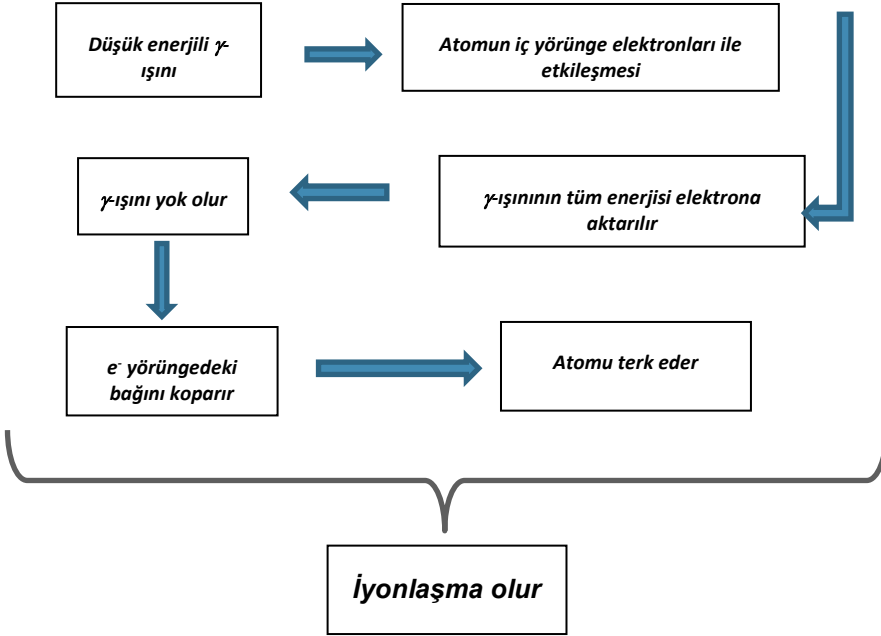 Düşük enerjili γ-
ışını
Atomun iç yörünge elektronları ile
etkileşmesi
γ-ışınının tüm enerjisi elektrona
aktarılır
γ-ışını yok olur
e⁻ yörüngedeki
bağını koparır
Atomu terk eder
İyonlaşma olur